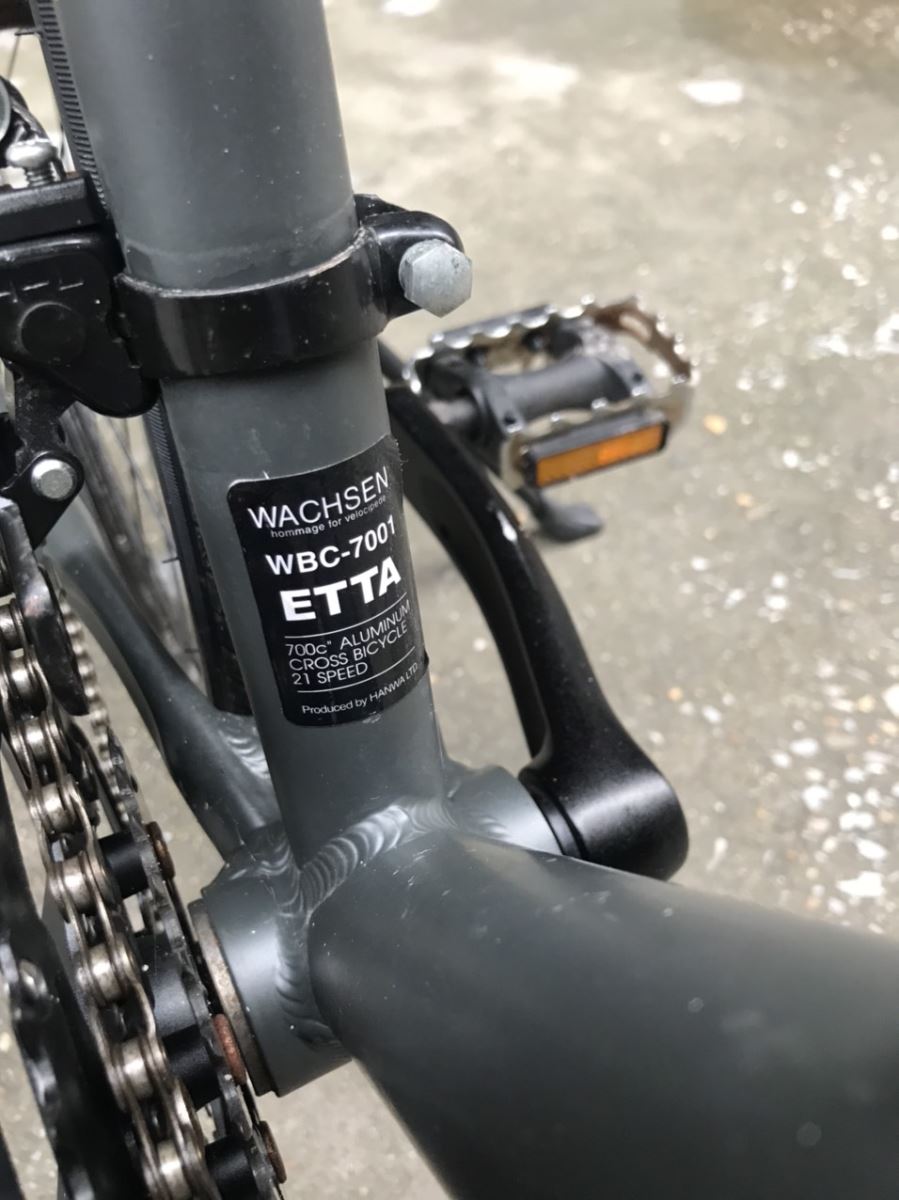 WACHSEN
hommage for velocipede
WBC-7001
ETTA
700c" ALUMINUM
CROSS BICYCLE
21 SPEED
Produced by HANWA LTD.